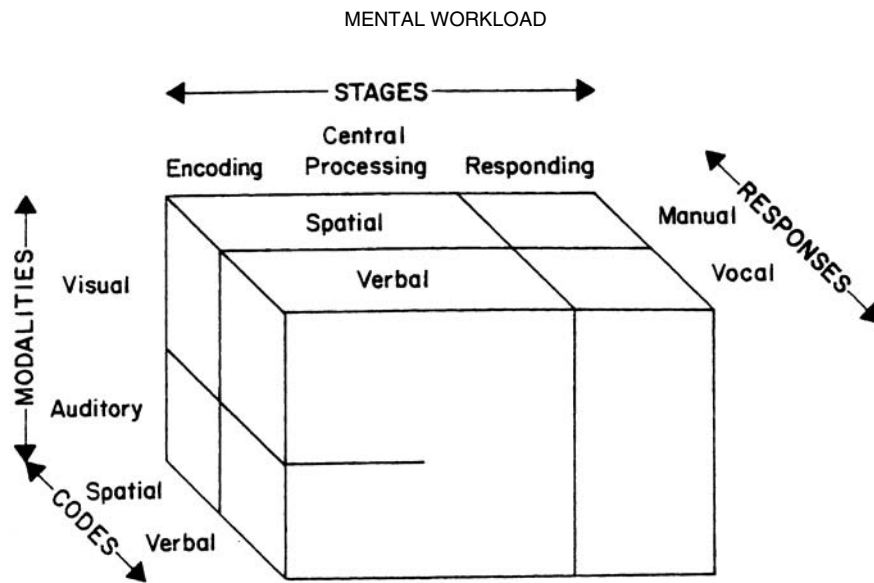 MENTAL WORKLOAD
STAGES
Central
Encoding Processing Responding
Spatial
Manual
RESPONSES
Verbal
Vocal
MODALITIES
Visual
Auditory
Spatial
Verbal
CODES